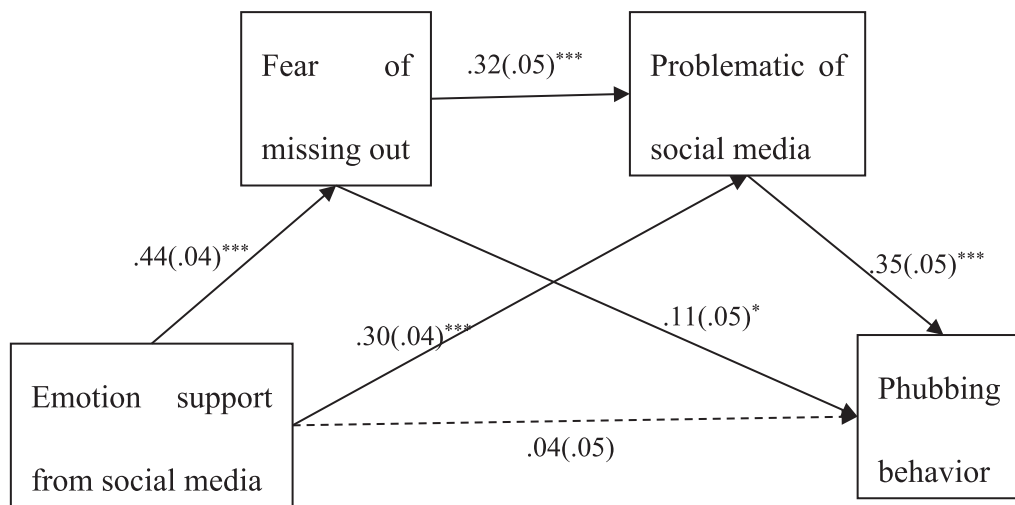 Fear of
missing out
.32(.05)***
Problematic of
social media
.44(.04)***
.30(.04)***
.11(.05)*
.35(.05)***
Emotion support
from social media
.04(.05)
Phubbing
behavior